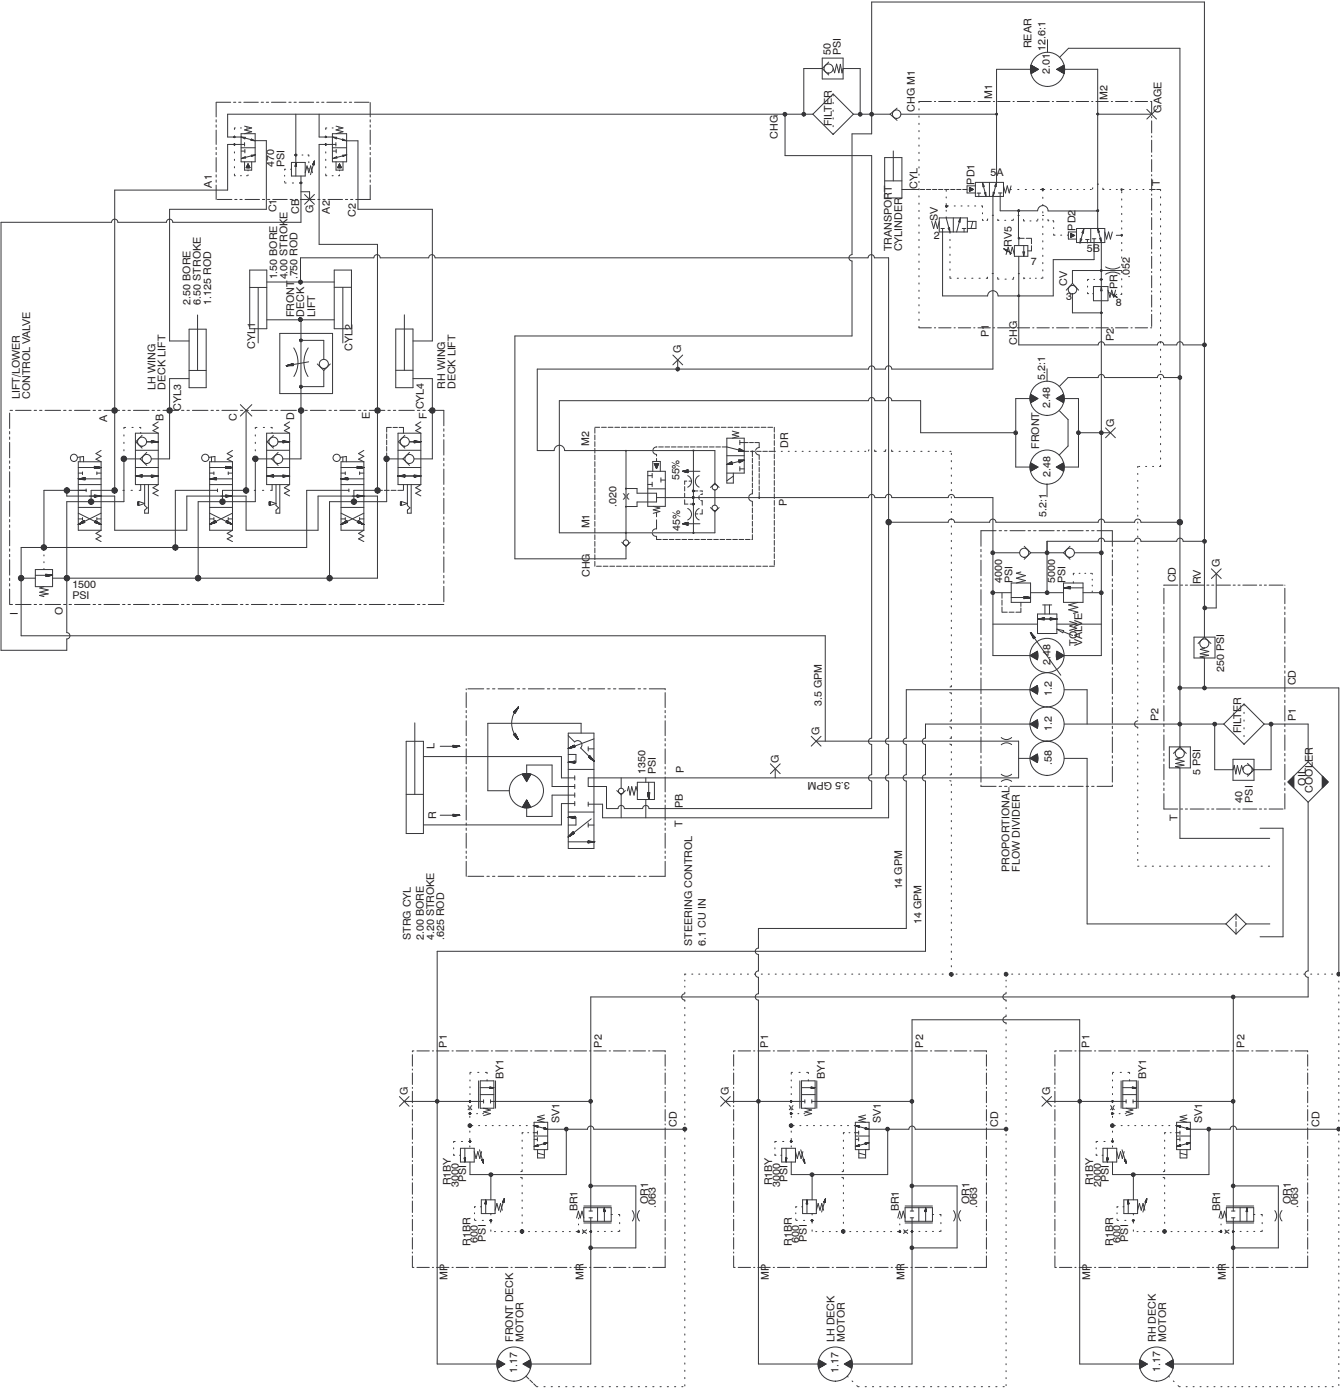 LIFT/LOWER
CONTROL VALVE
2.50 BORE
6.50 STROKE
1.125 ROD
1.50 BORE
4.00 STROKE
.750 ROD
LH WING
DECK LIFT
FRONT
DECK
LIFT
RH WING
DECK LIFT
CYL1
CYL2
CYL3
CYL4
A
B
C
D
E
F
1500
PSI
I
O
A1
C1
CB
G
A2
C2
470
PSI
50
PSI
FILTER
CHG
CHG M1
REAR
12.6:1
2.01
M1
M2
GAGE
TRANSPORT
CYLINDER
CYL
PD1
5A
T
SV
2
RV5
7
PD2
5B
CV
3
FPR
8
.052
P1
CHG
P2
G
5.2:1
2.48
FRONT
2.48
5.2:1
G
M2
DR
.020
55%
45%
M1
P
CHG
4000
PSI
5000
PSI
TOW
VALVE
2.48
1.2
1.2
.58
PROPORTIONAL
FLOW DIVIDER
CD
RV
G
250 PSI
CD
P2
FILTER
P1
5 PSI
40
PSI
OIL
COOLER
T
3.5 GPM
G
G
3.5 GPM
L
R
1350
PSI
P
PB
T
STEERING CONTROL
6.1 CU IN
STRG CYL
2.00 BORE
4.20 STROKE
.625 ROD
14 GPM
14 GPM
P1
P2
G
BY1
SV1
CD
R1BY
3000
PSI
R1BR
600
PSI
BR1
OR1
.063
MP
MR
FRONT DECK
MOTOR
1.17
P1
P2
G
BY1
SV1
CD
R1BY
3000
PSI
R1BR
600
PSI
BR1
OR1
.063
MP
MR
LH DECK
MOTOR
1.17
P1
P2
G
BY1
SV1
CD
R1BY
2000
PSI
R1BR
600
PSI
BR1
OR1
.063
MP
MR
RH DECK
MOTOR
1.17